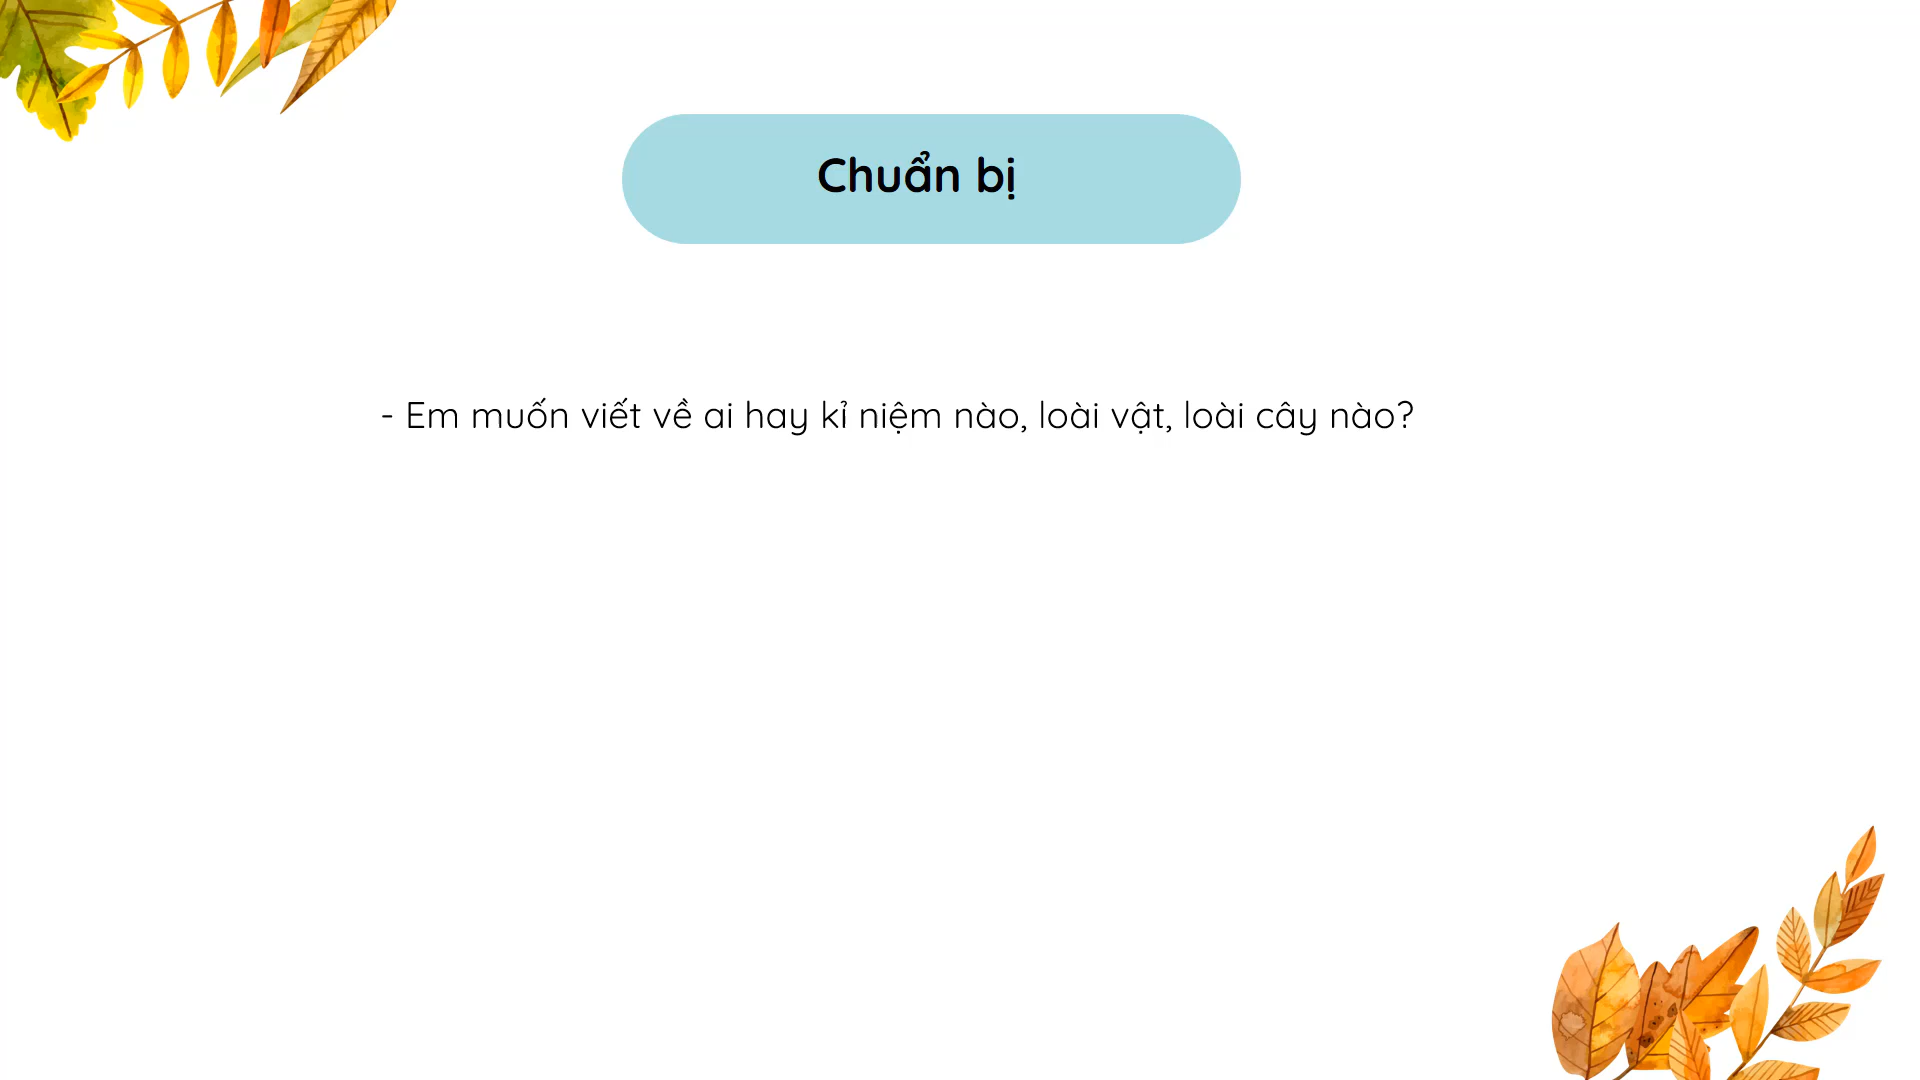 Chuẩn bị
- Em muốn viết về ai hay kỉ niệm nào, loài vật, loài cây nào?